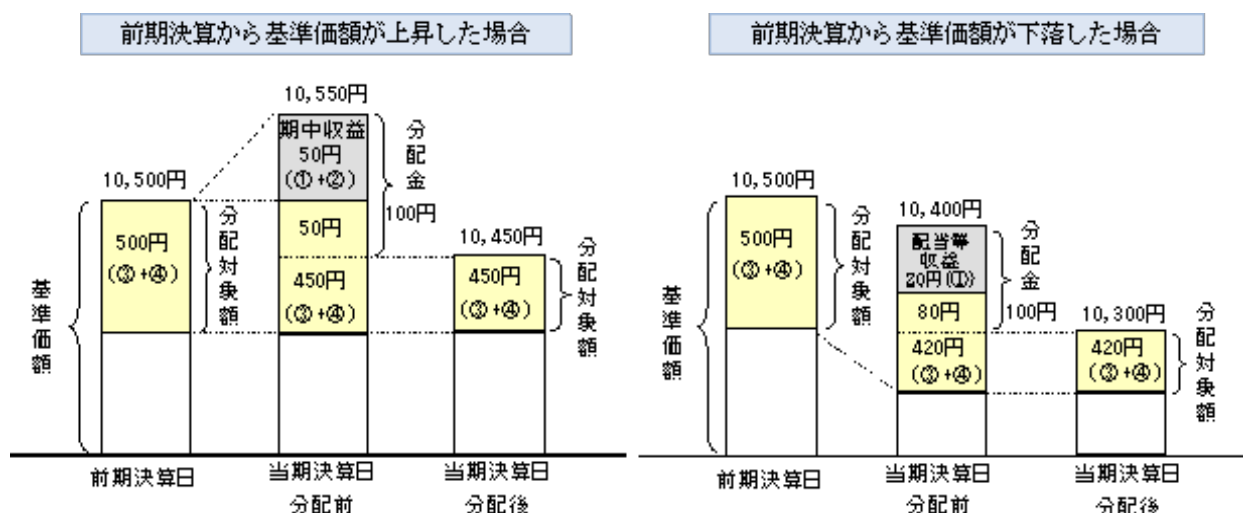 前期決算から基準価額が上昇した場合
10,550円
期中収益
50円
(①+②)
分配金
100円
10,500円
500円
(③+④)
分配対象額
50円
450円
(③+④)
10,450円
450円
(③+④)
分配対象額
基準価額
前期決算日
当期決算日
分配前
当期決算日
分配後
前期決算から基準価額が下落した場合
10,500円
500円
(③+④)
分配対象額
10,400円
配当等
収益
20円(①)
分配金
100円
80円
420円
(③+④)
10,300円
420円
(③+④)
分配対象額
基準価額
前期決算日
当期決算日
分配前
当期決算日
分配後